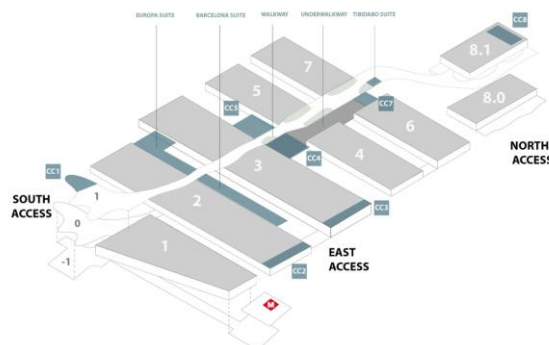 EUROPA SUITE
BARCELONA SUITE
WALKWAY
UNDERWALKWAY
TIBIDABO SUITE
CC8
8.1
7
CC7
8.0
5
CC5
6
NORTH
ACCESS
4
CC4
3
CC1
1
SOUTH
ACCESS
2
CC3
0
1
EAST
ACCESS
-1
CC2
M